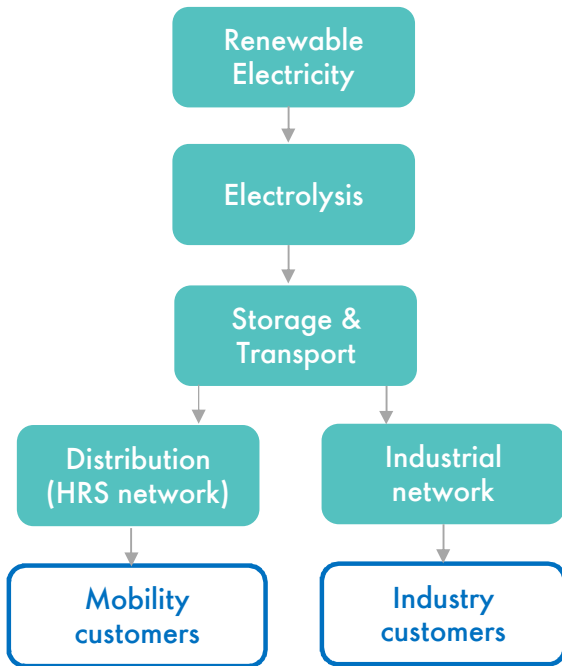 Renewable
Electricity
Electrolysis
Storage &
Transport
Distribution
(HRS network)
Industrial
network
Mobility
customers
Industry
customers